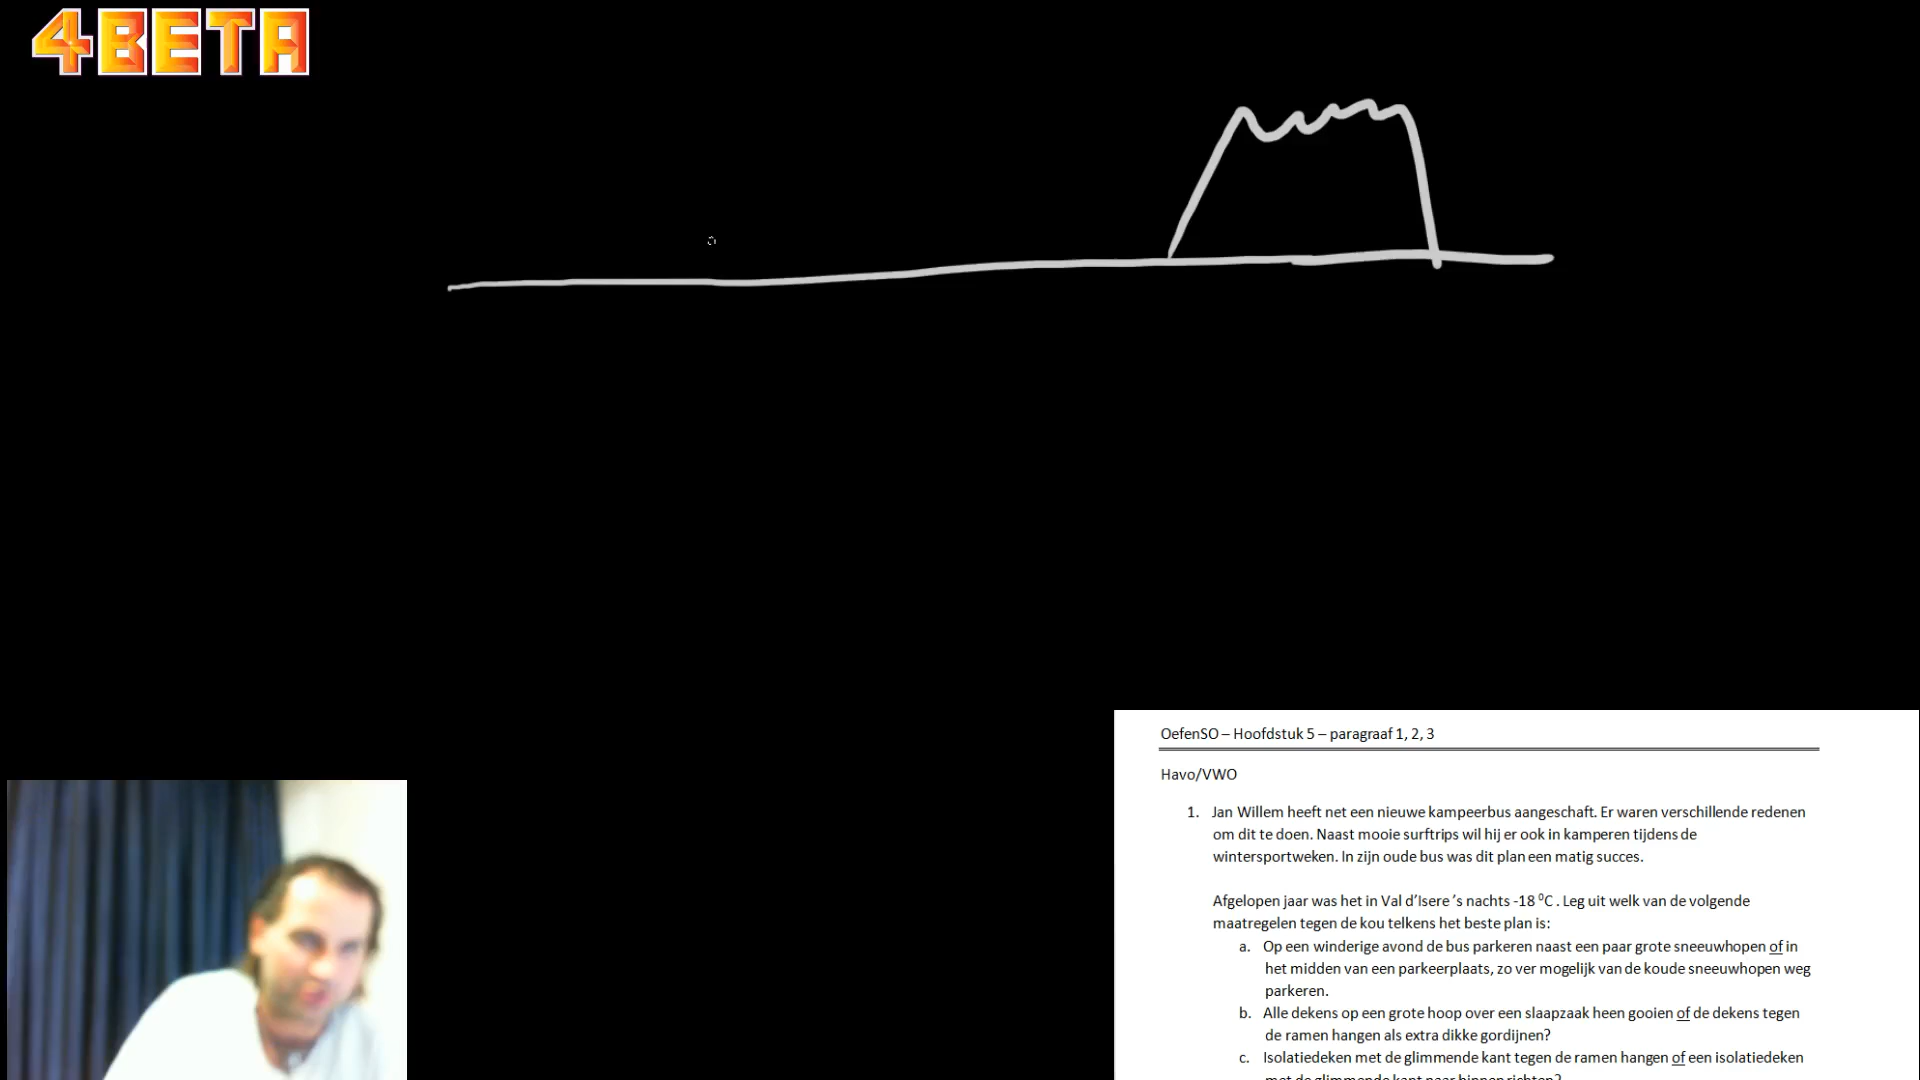 4BETA
OefenSO – Hoofdstuk 5 – paragraaf 1, 2, 3
Havo/VWO
1. Jan Willem heeft net een nieuwe kampeerbus aangeschaft. Er waren verschillende redenen
om dit te doen. Naast mooie surftrips wil hij er ook in kamperen tijdens de
wintersportweken. In zijn oude bus was dit plan een matig succes.
Afgelopen jaar was het in Val d’Isere ’s nachts -18 ⁰C . Leg uit welk van de volgende
maatregelen tegen de kou telkens het beste plan is:
a. Op een winderige avond de bus parkeren naast een paar grote sneeuwhopen of in
het midden van een parkeerplaats, zo ver mogelijk van de koude sneeuwhopen weg
parkeren.
b. Alle dekens op een grote hoop over een slaapzaak heen gooien of de dekens tegen
de ramen hangen als extra dikke gordijnen?
c. Isolatiedeken met de glimmende kant tegen de ramen hangen of een isolatiedeken
met de glimmende kant naar binnen richten?